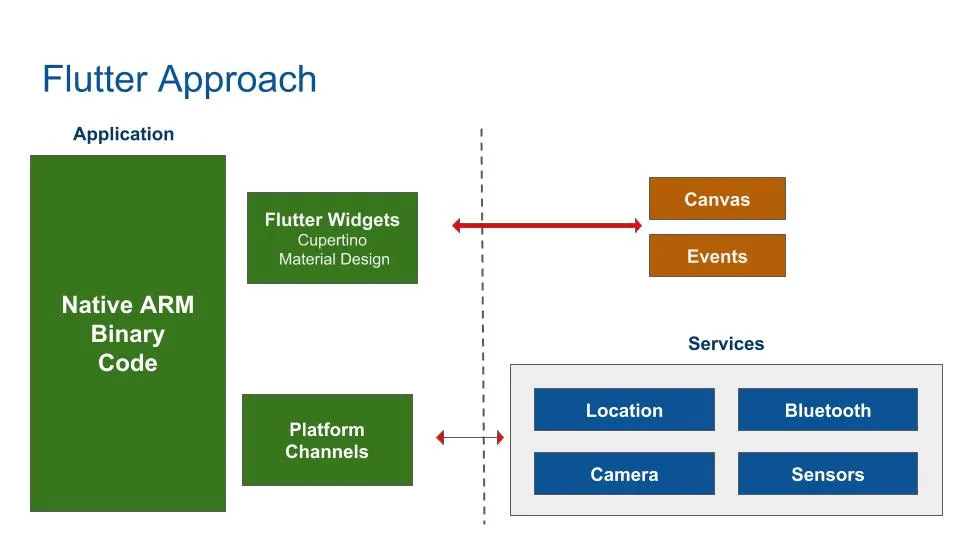 Flutter Approach
Application
Native ARM
Binary
Code
Flutter Widgets
Cupertino
Material Design
Platform
Channels
Canvas
Events
Services
Location
Bluetooth
Camera
Sensors